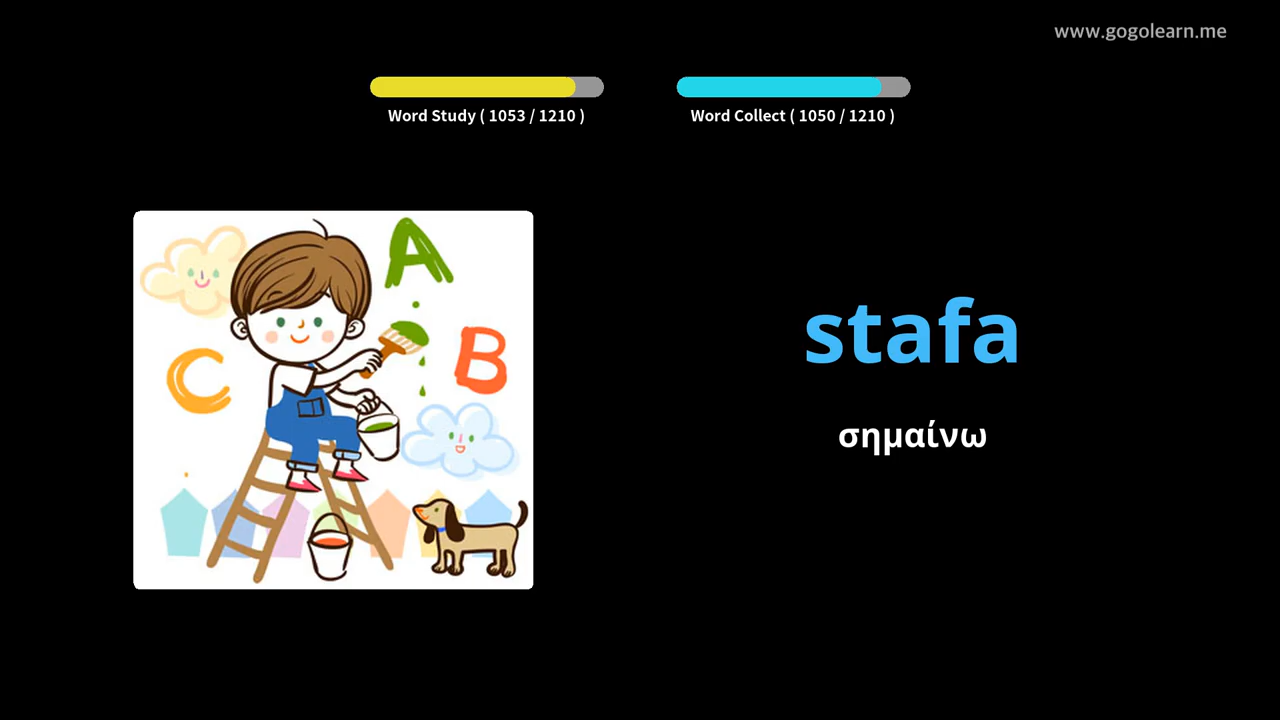 www.gogolearn.me
Word Study ( 1053 / 1210 )
Word Collect ( 1050 / 1210 )
A
B
C
stafa
σημαίνω